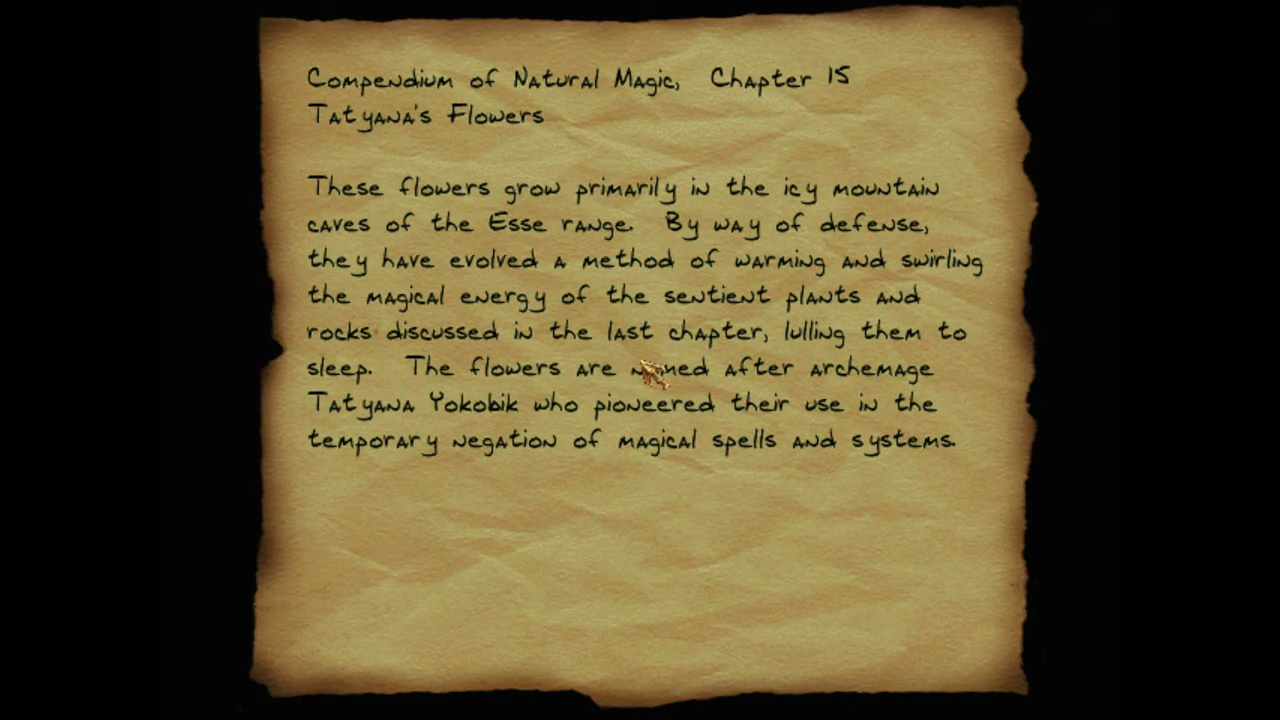 Compendium of Natural Magic, Chapter 15
Tatyana's Flowers
These flowers grow primarily in the icy mountain
caves of the Esse range. By way of defense,
they have evolved a method of warming and swirling
the magical energy of the sentient plants and
rocks discussed in the last chapter, lulling them to
sleep. The flowers are named after archemage
Tatyana Yokobik who pioneered their use in the
temporary negation of magical spells and systems.